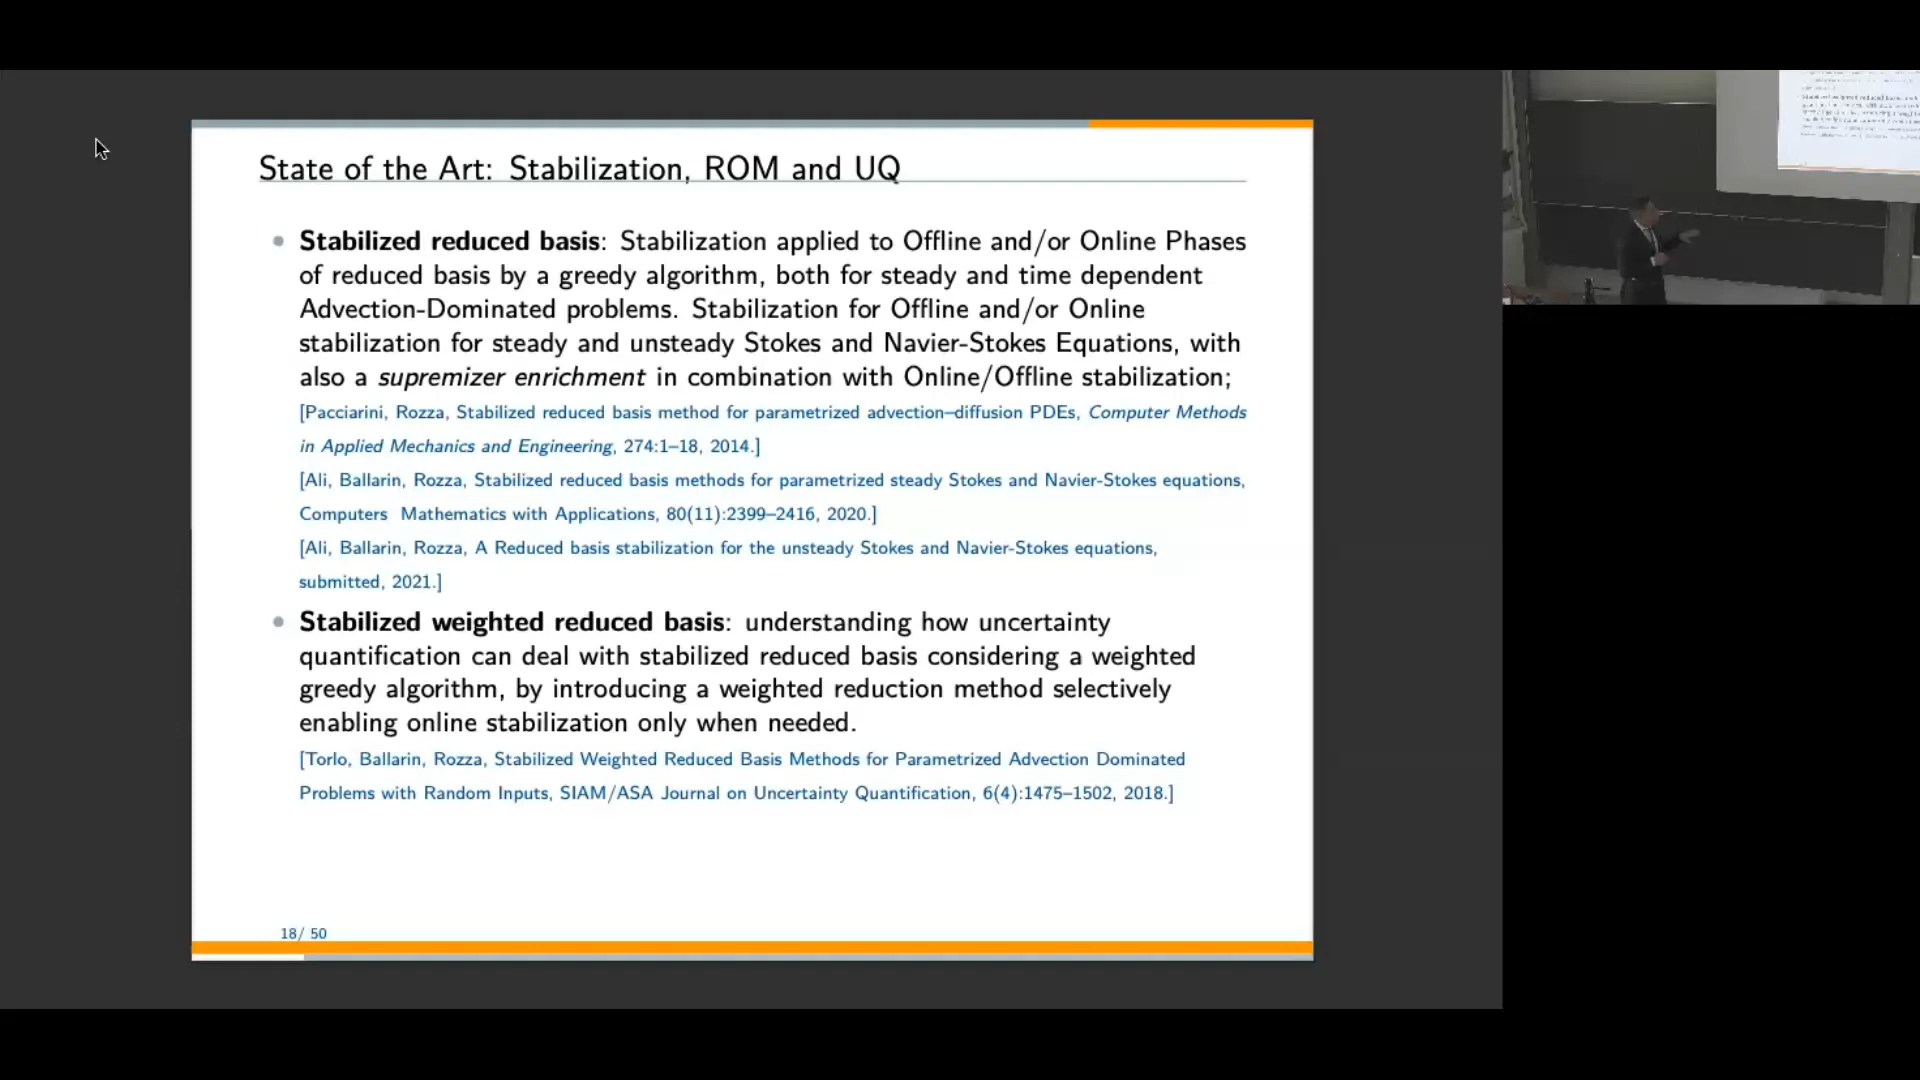 State of the Art: Stabilization, ROM and UQ
Stabilized reduced basis: Stabilization applied to Offline and/or Online Phases
of reduced basis by a greedy algorithm, both for steady and time dependent
Advection-Dominated problems. Stabilization for Offline and/or Online
stabilization for steady and unsteady Stokes and Navier-Stokes Equations, with
also a supremizer enrichment in combination with Online/Offline stabilization;
[Pacciarini, Rozza, Stabilized reduced basis method for parametrized advection–diffusion PDEs, Computer Methods
in Applied Mechanics and Engineering, 274:1–18, 2014.]
[Ali, Ballarin, Rozza, Stabilized reduced basis methods for parametrized steady Stokes and Navier-Stokes equations,
Computers Mathematics with Applications, 80(11):2399–2416, 2020.]
[Ali, Ballarin, Rozza, A Reduced basis stabilization for the unsteady Stokes and Navier-Stokes equations,
submitted, 2021.]
Stabilized weighted reduced basis: understanding how uncertainty
quantification can deal with stabilized reduced basis considering a weighted
greedy algorithm, by introducing a weighted reduction method selectively
enabling online stabilization only when needed.
[Torlo, Ballarin, Rozza, Stabilized Weighted Reduced Basis Methods for Parametrized Advection Dominated
Problems with Random Inputs, SIAM/ASA Journal on Uncertainty Quantification, 6(4):1475–1502, 2018.]
18/ 50